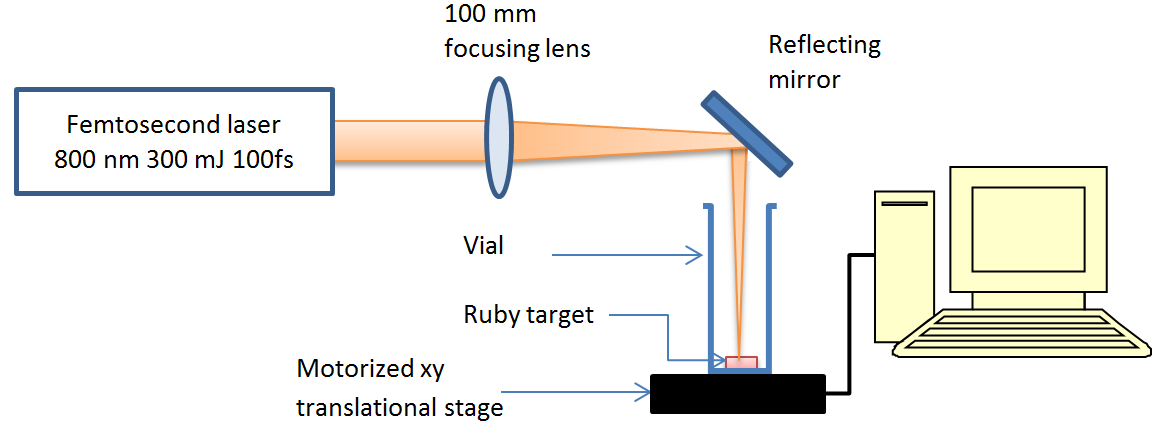 100 mm
focusing lens
Reflecting
mirror
Femtosecond laser
800 nm 300 mJ 100fs
Vial
Ruby target
Motorized xy
translational stage